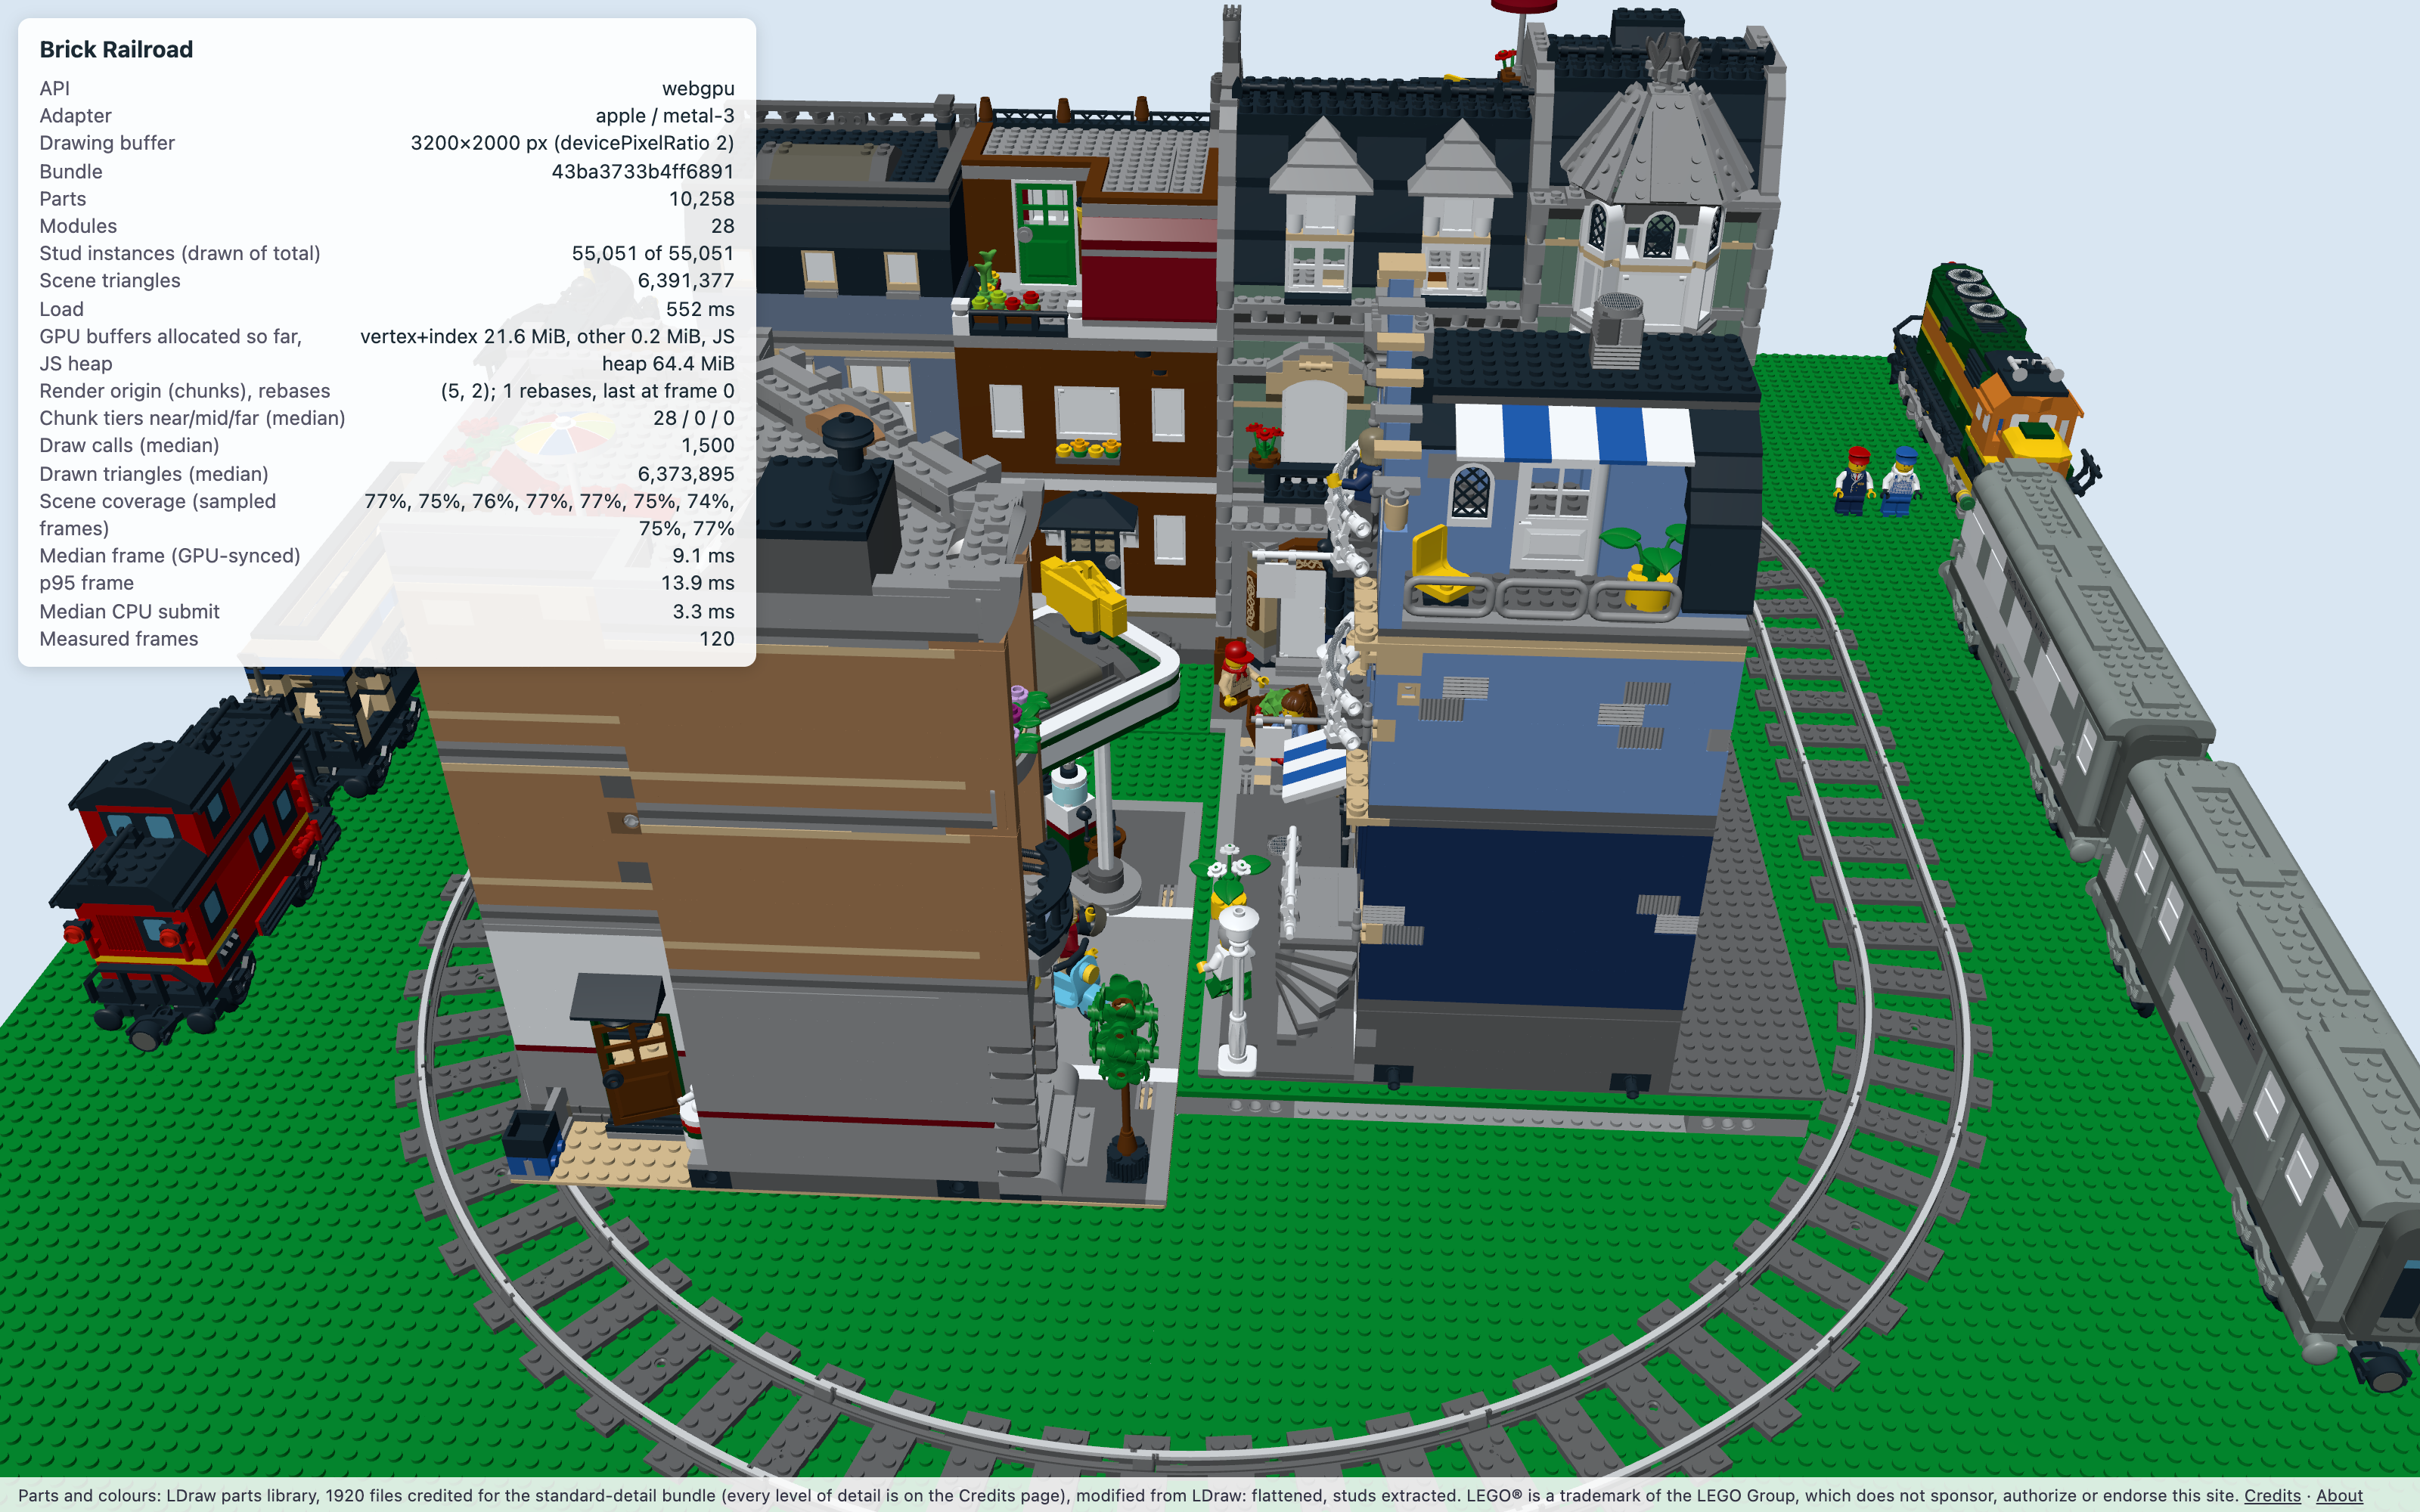 Brick Railroad
API webgpu
Adapter apple / metal-3
Drawing buffer 3200×2000 px (devicePixelRatio 2)
Bundle 43ba3733b4ff6891
Parts 10,258
Modules 28
Stud instances (drawn of total) 55,051 of 55,051
Scene triangles 6,391,377
Load 552 ms
GPU buffers allocated so far, vertex+index 21.6 MiB, other 0.2 MiB, JS
JS heap heap 64.4 MiB
Render origin (chunks), rebases (5, 2); 1 rebases, last at frame 0
Chunk tiers near/mid/far (median) 28 / 0 / 0
Draw calls (median) 1,500
Drawn triangles (median) 6,373,895
Scene coverage (sampled 77%, 75%, 76%, 77%, 77%, 75%, 74%,
frames) 75%, 77%
Median frame (GPU-synced) 9.1 ms
p95 frame 13.9 ms
Median CPU submit 3.3 ms
Measured frames 120
Parts and colours: LDraw parts library, 1920 files credited for the standard-detail bundle (every level of detail is on the Credits page), modified from LDraw: flattened, studs extracted. LEGO® is a trademark of the LEGO Group, which does not sponsor, authorize or endorse this site. Credits · About